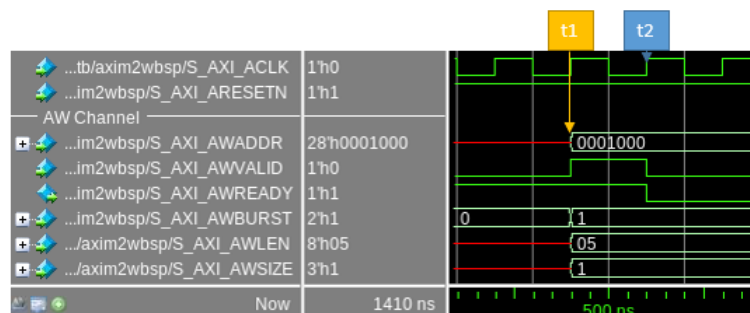 t1 t2
...tb/axim2wbsp/S_AXI_ACLK 1'h0
...im2wbsp/S_AXI_ARESETN 1'h1
AW Channel
...im2wbsp/S_AXI_AWADDR 28'h0001000 0001000
...im2wbsp/S_AXI_AWVALID 1'h0
...im2wbsp/S_AXI_AWREADY 1'h1
...im2wbsp/S_AXI_AWBURST 2'h1 0 1
.../axim2wbsp/S_AXI_AWLEN 8'h05 05
.../axim2wbsp/S_AXI_AWSIZE 3'h1 1
Now 1410 ns 500 ns